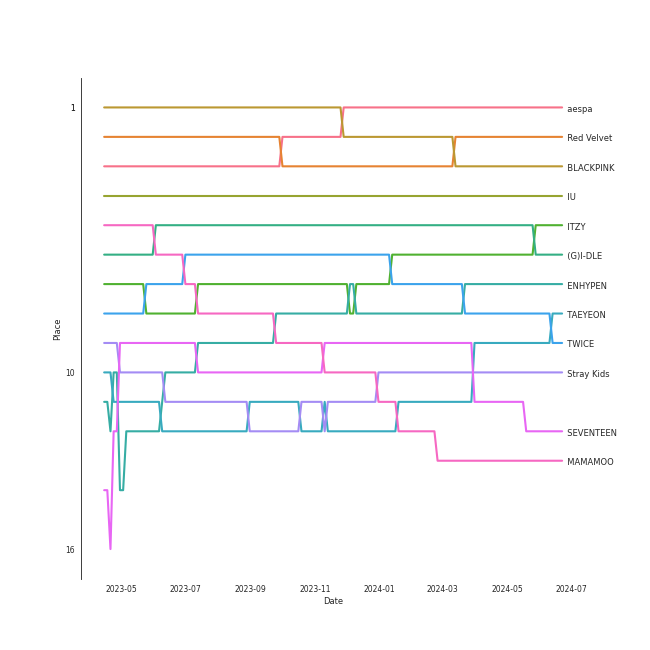 1
aespa
Red Velvet
BLACKPINK
IU
ITZY
(G)I-DLE
ENHYPEN
TAEYEON
Place
TWICE
10
Stray Kids
SEVENTEEN
MAMAMOO
16
2023-05 2023-07 2023-09 2023-11 2024-01 2024-03 2024-05 2024-07
Date